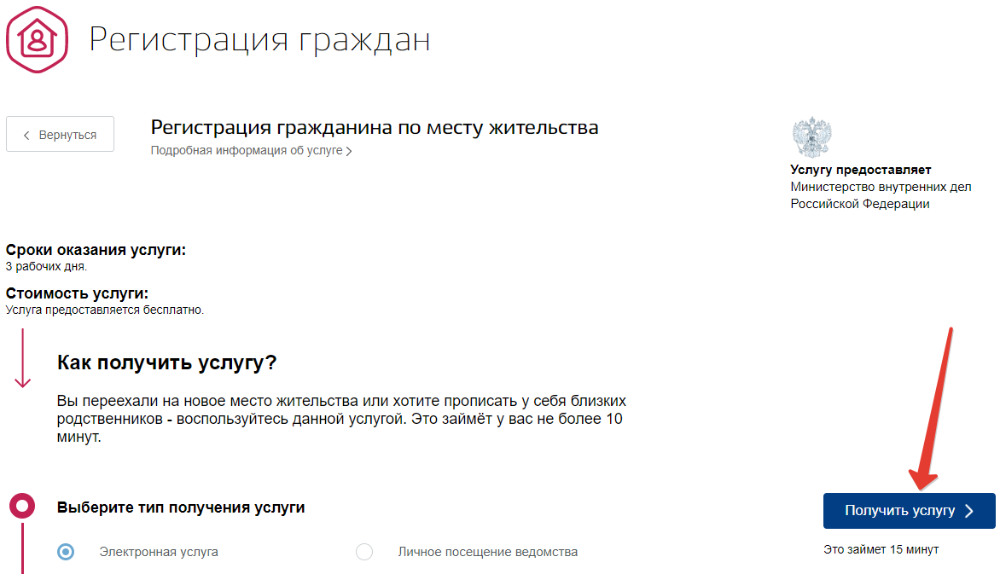 Регистрация граждан
Вернуться
Регистрация гражданина по месту жительства
Подробная информация об услуге
Услугу предоставляет
Министерство внутренних дел
Российской Федерации
Сроки оказания услуги:
3 рабочих дня.
Стоимость услуги:
Услуга предоставляется бесплатно.
Как получить услугу?
Вы переехали на новое место жительства или хотите прописать у себя близких
родственников - воспользуйтесь данной услугой. Это займёт у вас не более 10
минут.
Выберите тип получения услуги
Получить услугу
Электронная услуга
Личное посещение ведомства
Это займет 15 минут